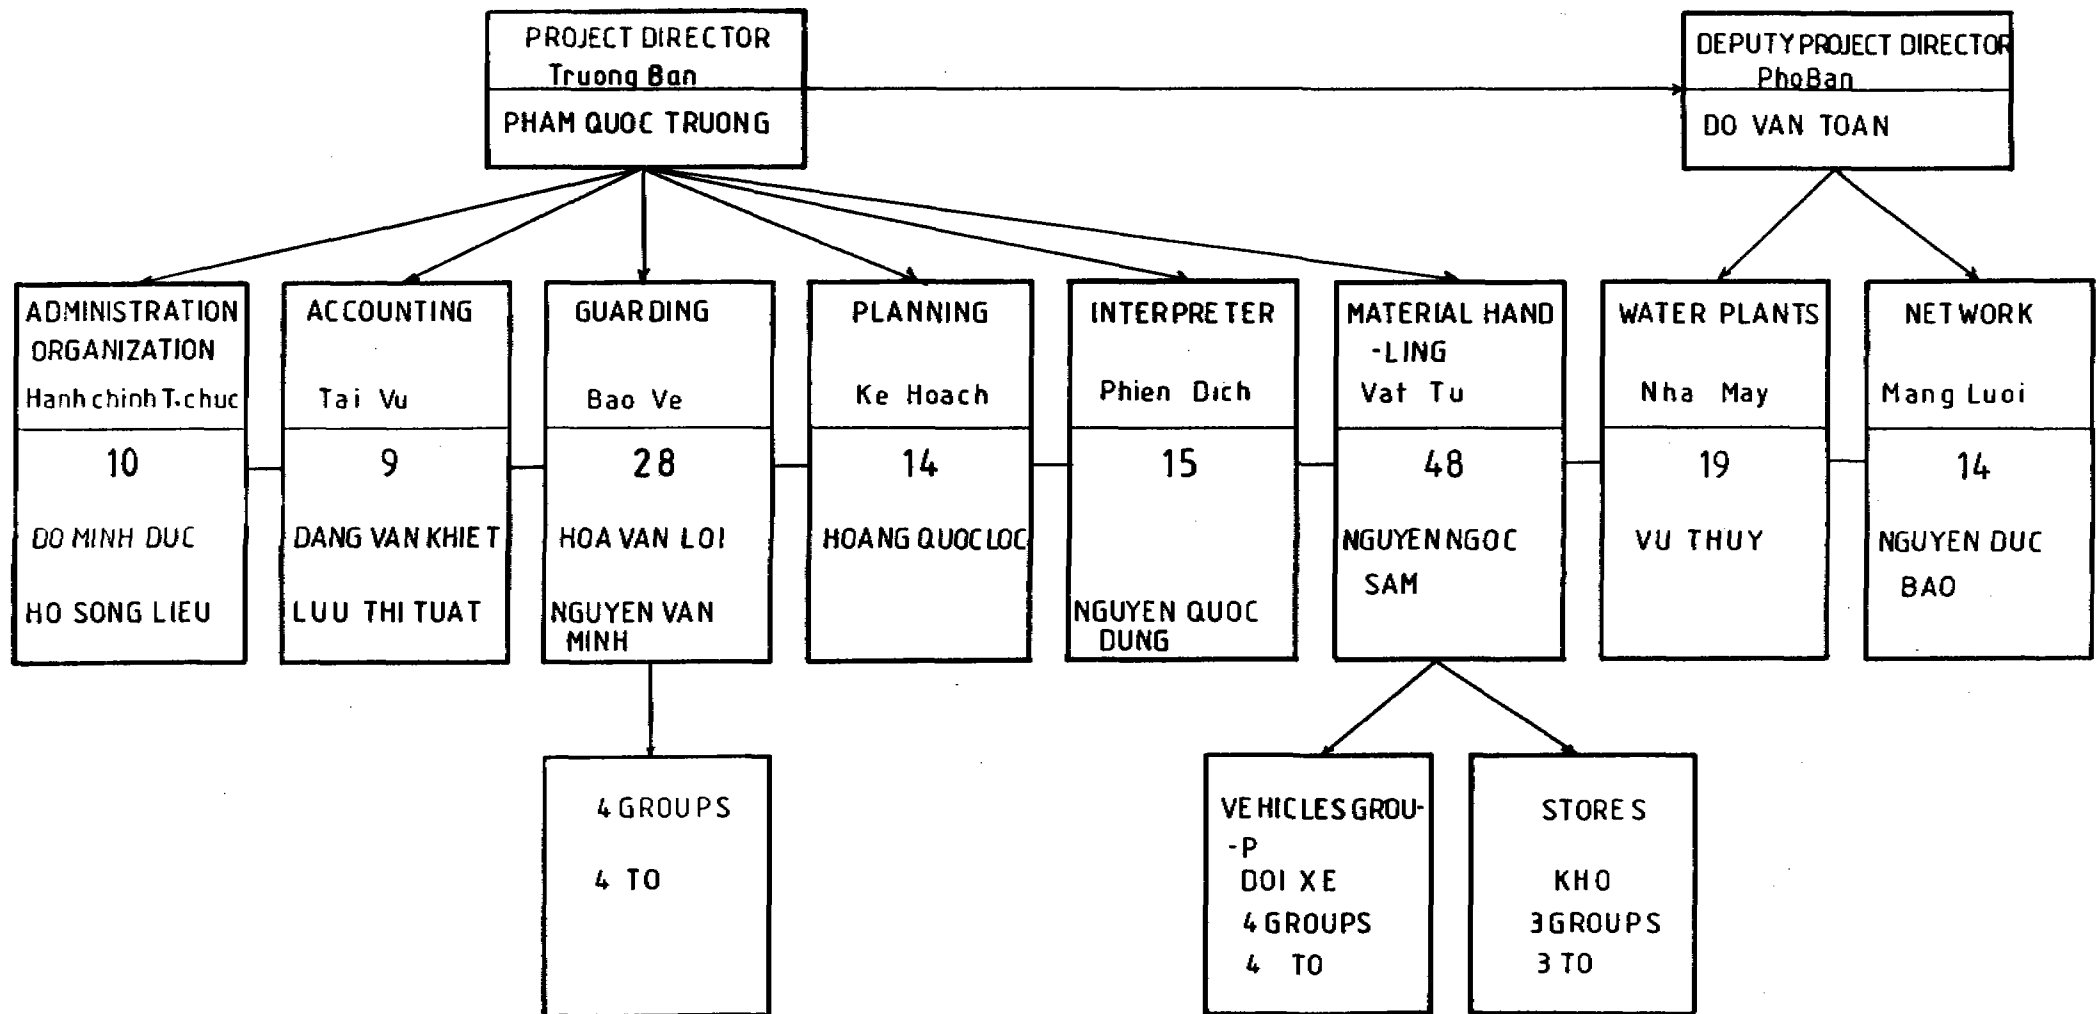 PROJECT DIRECTOR
Truong Ban
PHAM QUOC TRUONG
DEPUTY PROJECT DIRECTOR
Pho Ban
DO VAN TOAN
ADMINISTRATION
ORGANIZATION
Hanh chinh T.chuc
10
DO MINH DUC
HO SONG LIEU
ACCOUNTING
Tai Vu
9
DANG VAN KHIET
LUU THI TUAT
GUARDING
Bao Ve
28
HOA VAN LOI
NGUYEN VAN
MINH
PLANNING
Ke Hoach
14
HOANG QUOC LOC
INTERPRETER
Phien Dich
15
NGUYEN QUOC
DUNG
MATERIAL HAND
-LING
Vat Tu
48
NGUYEN NGOC
SAM
WATER PLANTS
Nha May
19
VU THUY
NETWORK
Mang Luoi
14
NGUYEN DUC
BAO
4 GROUPS
4 TO
VEHICLES GROU-
-P
DOI XE
4 GROUPS
4 TO
STORES
KHO
3 GROUPS
3 TO